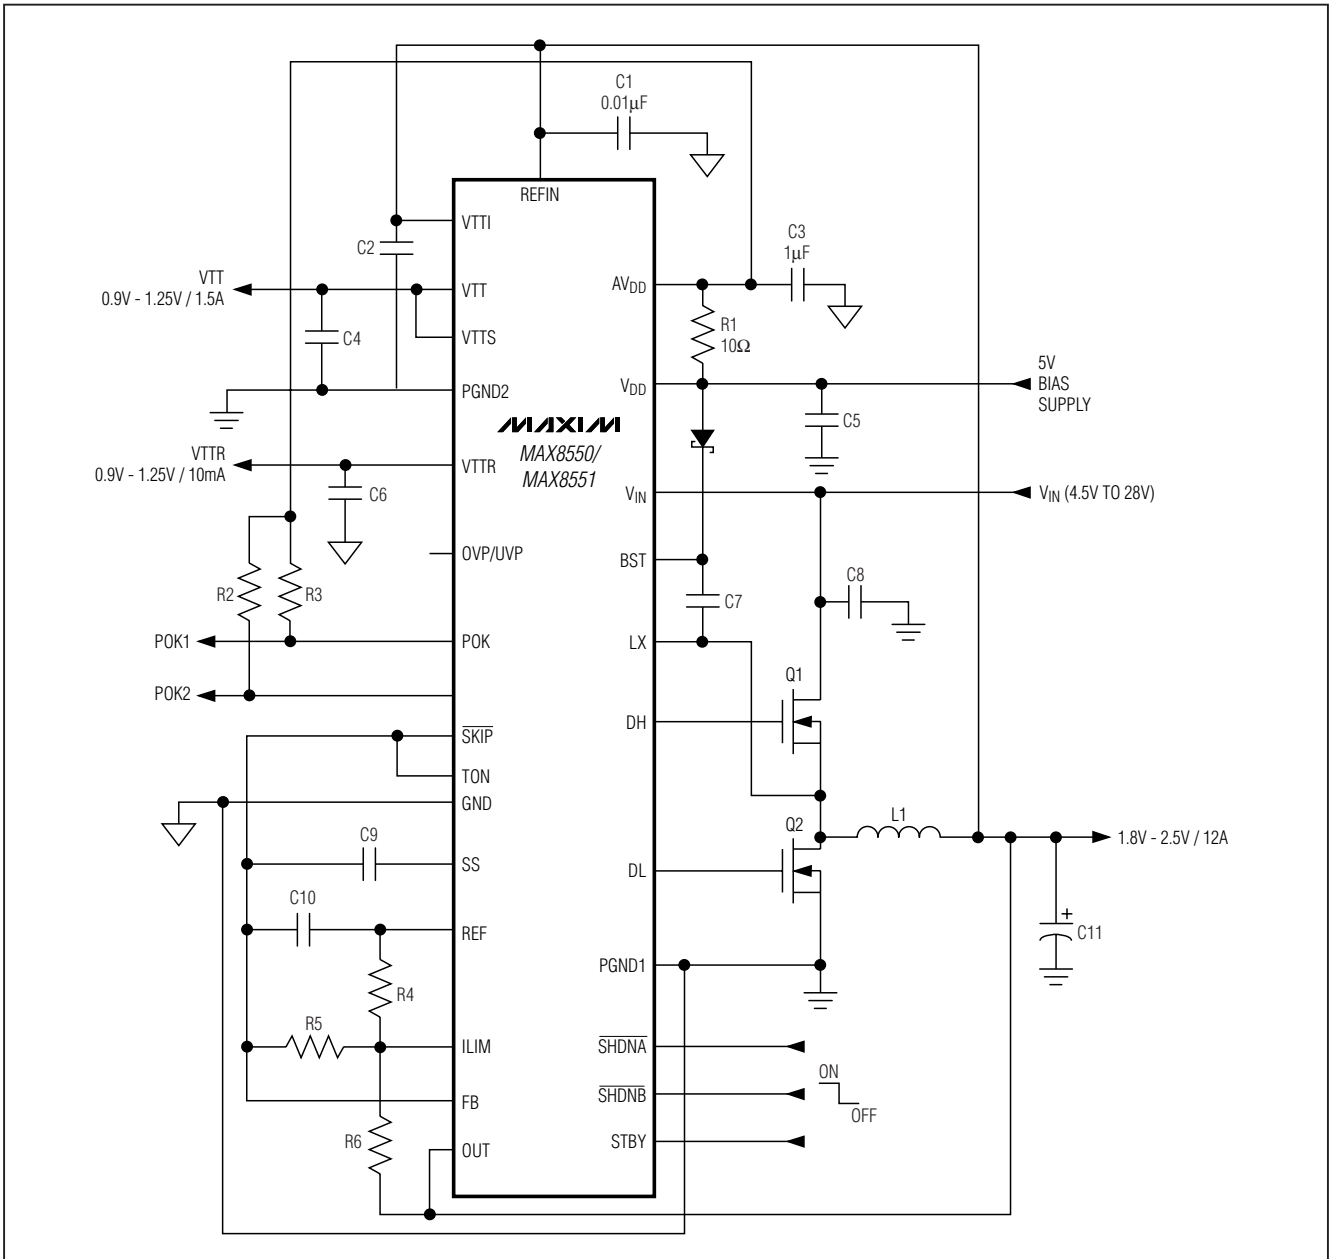 C1
0.01µF
REFIN
VTTI
C2
C3
1µF
VTT
0.9V - 1.25V / 1.5A
VTT
AVDD
C4
VTTS
R1
10Ω
5V
BIAS
SUPPLY
PGND2
VDD
C5
MAXIM
MAX8550/
MAX8551
VTTR
0.9V - 1.25V / 10mA
VTTR
C6
VIN
VIN (4.5V TO 28V)
OVP/UVP
BST
R2
R3
C7
C8
POK1
POK
LX
POK2
Q1
DH
SKIP
TON
GND
C9
SS
Q2
L1
1.8V - 2.5V / 12A
DL
C10
REF
+
C11
PGND1
R4
R5
ILIM
SHDNA
ON
SHDNB
OFF
FB
R6
OUT
STBY